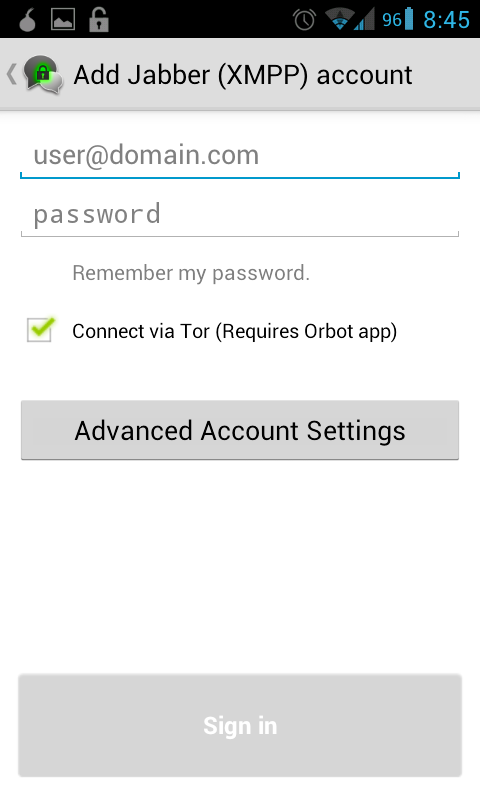 96 8:45
Add Jabber (XMPP) account
user@domain.com
password
Remember my password.
Connect via Tor (Requires Orbot app)
Advanced Account Settings
Sign in